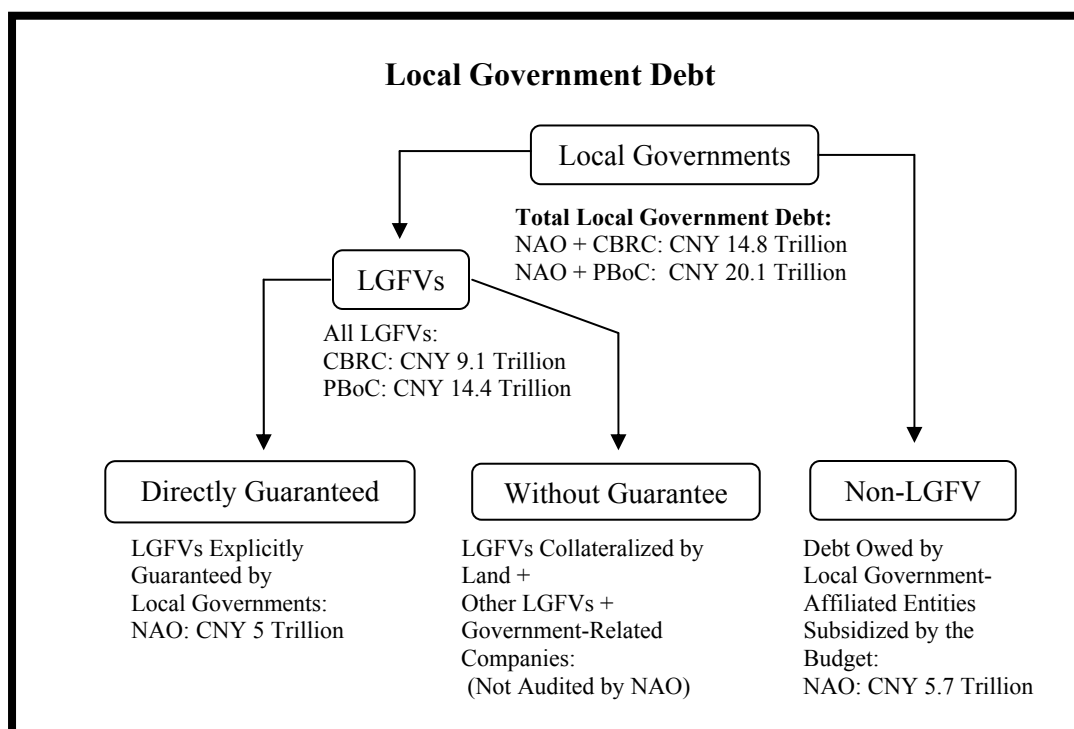 Local Government Debt
Local Governments
Total Local Government Debt:
NAO + CBRC: CNY 14.8 Trillion
NAO + PBoC: CNY 20.1 Trillion
LGFVs
All LGFVs:
CBRC: CNY 9.1 Trillion
PBoC: CNY 14.4 Trillion
Directly Guaranteed
LGFVs Explicitly
Guaranteed by
Local Governments:
NAO: CNY 5 Trillion
Without Guarantee
LGFVs Collateralized by
Land +
Other LGFVs +
Government-Related
Companies:
(Not Audited by NAO)
Non-LGFV
Debt Owed by
Local Government-
Affiliated Entities
Subsidized by the
Budget:
NAO: CNY 5.7 Trillion